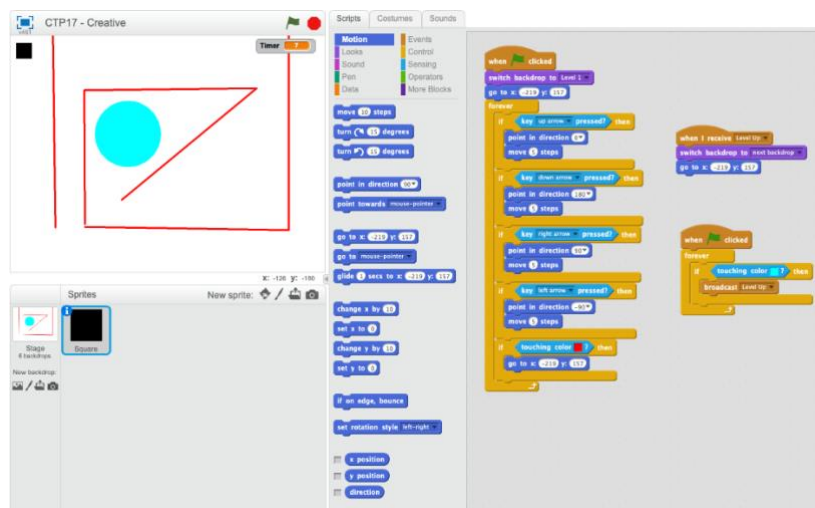 CTP17 - Creative
v461
Timer 7
X: -126 y: -180
Sprites
New sprite:
Stage
6 backdrops
New backdrop:
Square
Scripts
Costumes
Sounds
Motion
Looks
Sound
Pen
Data
Events
Control
Sensing
Operators
More Blocks
move 10 steps
turn 15 degrees
turn 15 degrees
point in direction 90
point towards mouse-pointer
go to x: -219 y: 157
go to mouse-pointer
glide 1 secs to x: -219 y: 157
change x by 10
set x to 0
change y by 10
set y to 0
if on edge, bounce
set rotation style left-right
x position
y position
direction
when clicked
switch backdrop to Level 1
go to x: -219 y: 157
forever
if key up arrow pressed? then
point in direction 0
move 5 steps
if key down arrow pressed? then
point in direction 180
move 5 steps
if key right arrow pressed? then
point in direction 90
move 5 steps
if key left arrow pressed? then
point in direction -90
move 5 steps
if touching color ? then
go to x: -219 y: 157
when I receive Level Up
switch backdrop to next backdrop
go to x: -219 y: 157
when clicked
forever
if touching color ? then
broadcast Level Up